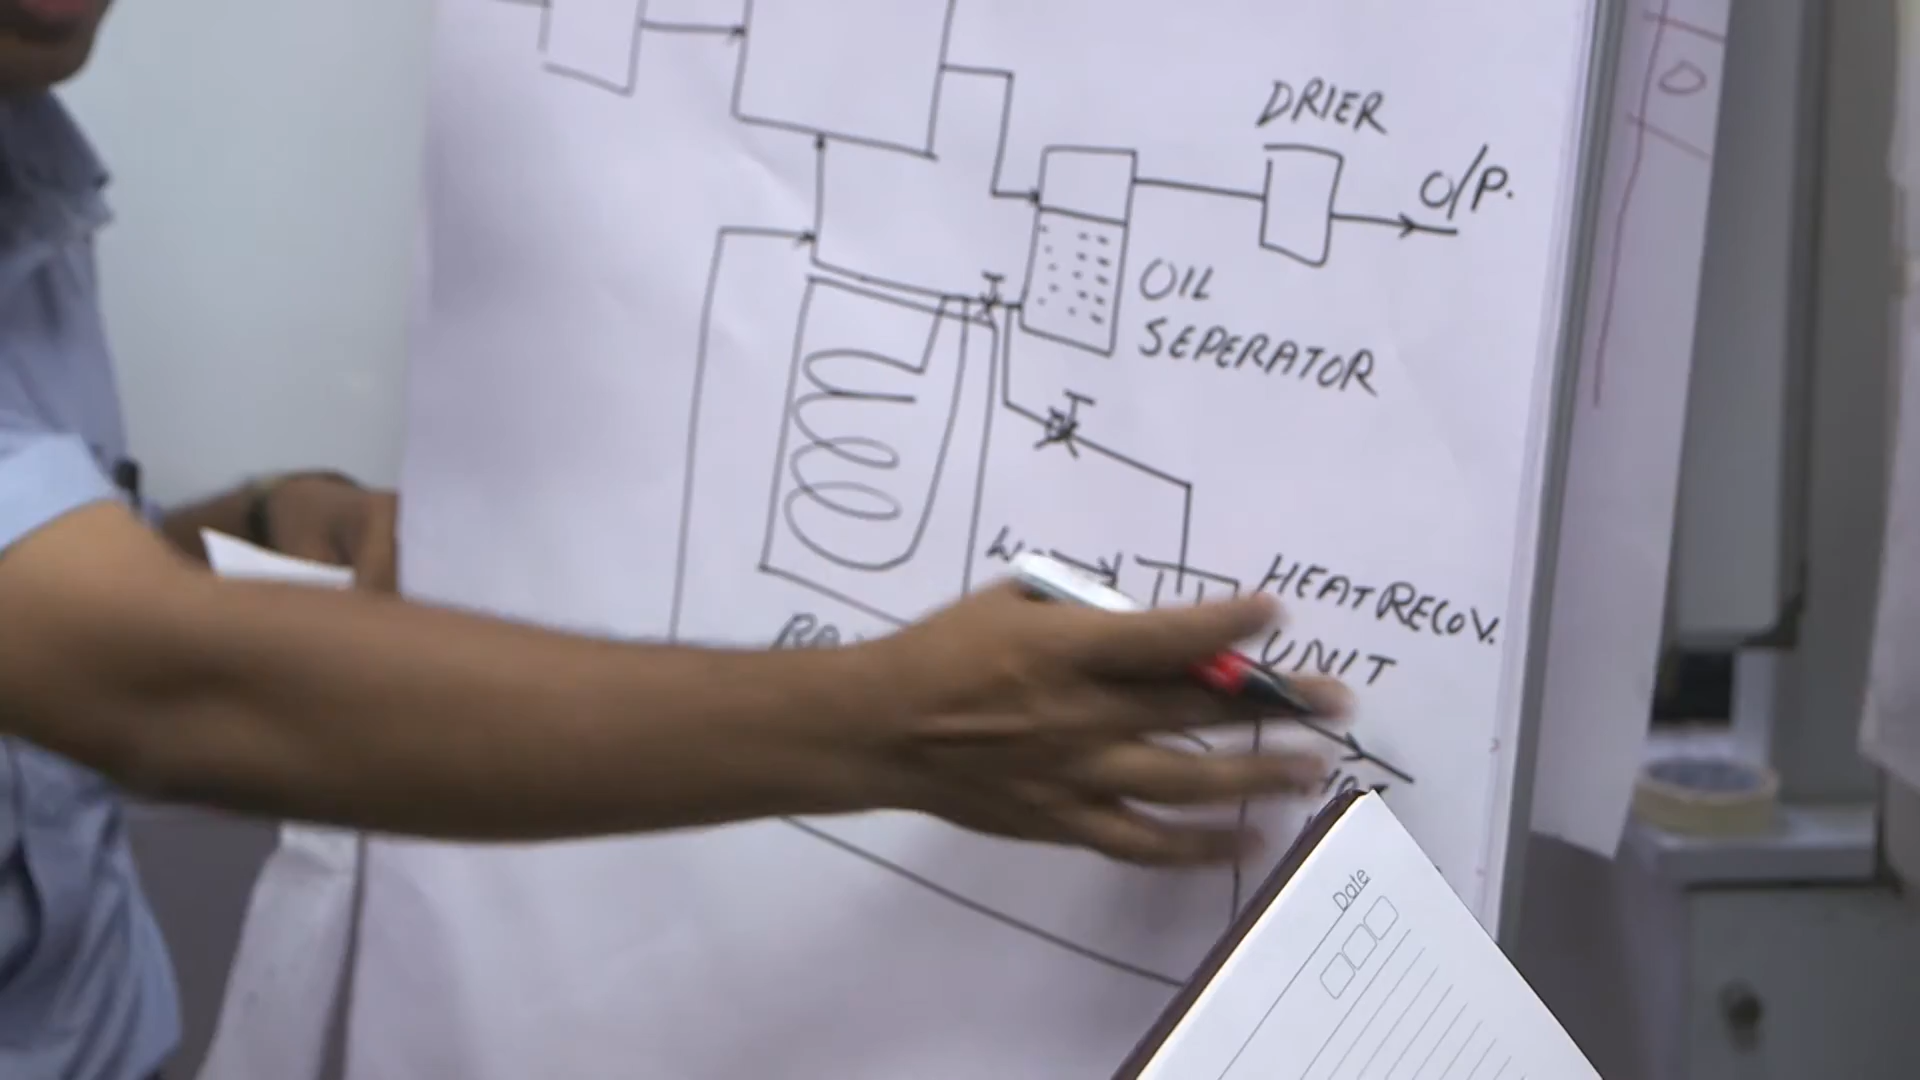 DRIER
O/P.
OIL
SEPERATOR
HEAT RECOV.
UNIT
Date